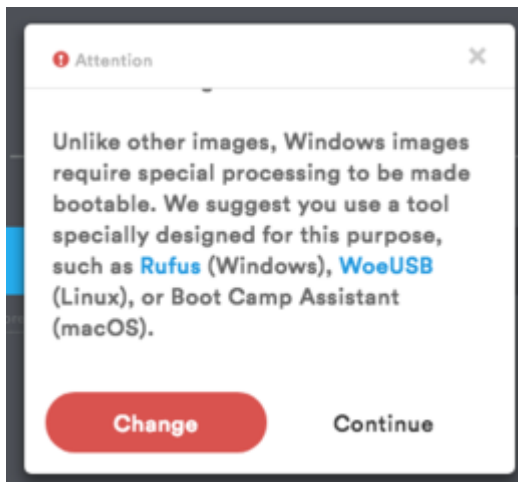 Attention
Unlike other images, Windows images
require special processing to be made
bootable. We suggest you use a tool
specially designed for this purpose,
such as Rufus (Windows), WoeUSB
(Linux), or Boot Camp Assistant
(macOS).
Change
Continue